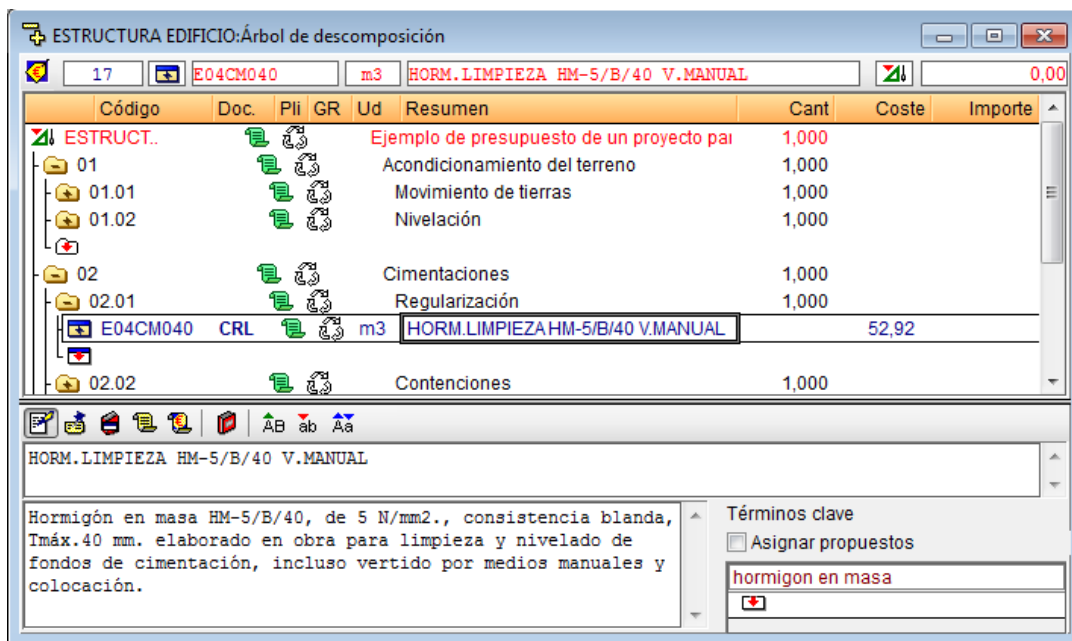 ESTRUCTURA EDIFICIO:Árbol de descomposición
17 E04CM040 m3 HORM.LIMPIEZA HM-5/B/40 V.MANUAL 0,00
Código Doc. Pli GR Ud Resumen Cant Coste Importe
ESTRUCT.. Ejemplo de presupuesto de un proyecto par 1,000
01 Acondicionamiento del terreno 1,000
01.01 Movimiento de tierras 1,000
01.02 Nivelación 1,000
02 Cimentaciones 1,000
02.01 Regularización 1,000
E04CM040 CRL m3 HORM.LIMPIEZA HM-5/B/40 V.MANUAL 52,92
02.02 Contenciones 1,000
AB ab Aa
HORM.LIMPIEZA HM-5/B/40 V.MANUAL
Hormigón en masa HM-5/B/40, de 5 N/mm2., consistencia blanda,
Tmáx.40 mm. elaborado en obra para limpieza y nivelado de
fondos de cimentación, incluso vertido por medios manuales y
colocación.
Términos clave
Asignar propuestos
hormigon en masa